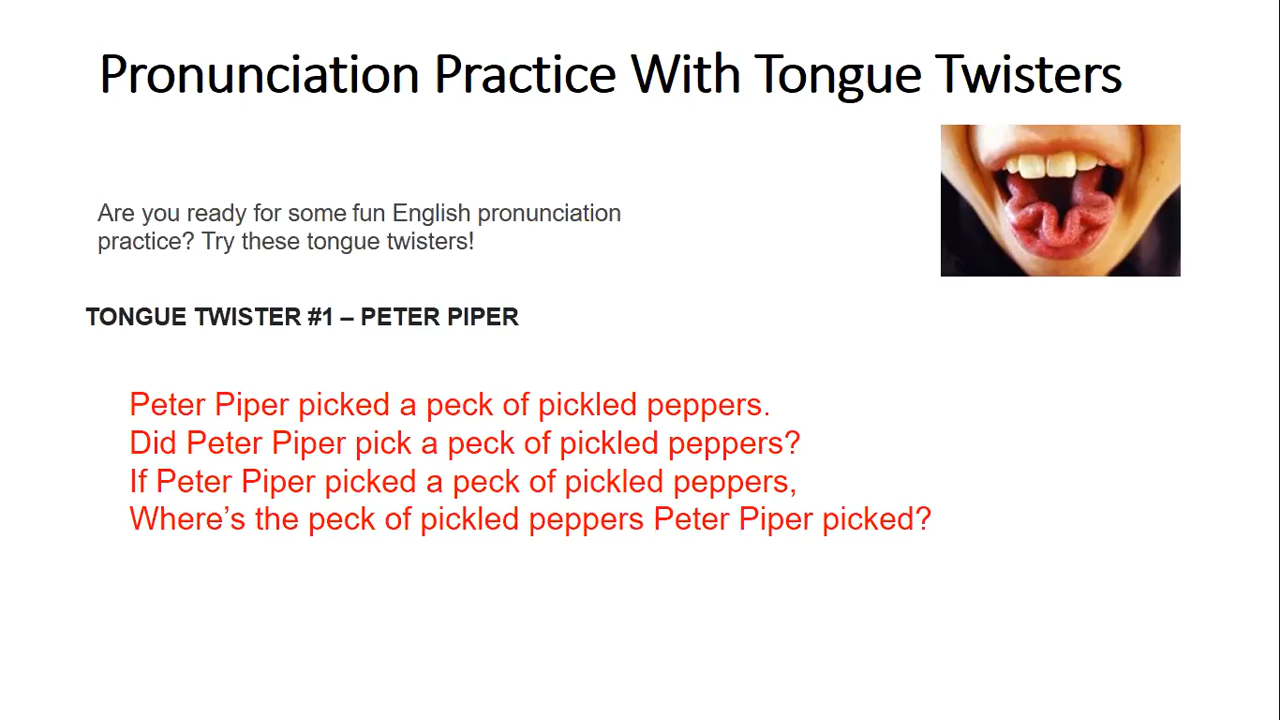 Pronunciation Practice With Tongue Twisters
Are you ready for some fun English pronunciation
practice? Try these tongue twisters!
TONGUE TWISTER #1 – PETER PIPER
Peter Piper picked a peck of pickled peppers.
Did Peter Piper pick a peck of pickled peppers?
If Peter Piper picked a peck of pickled peppers,
Where’s the peck of pickled peppers Peter Piper picked?